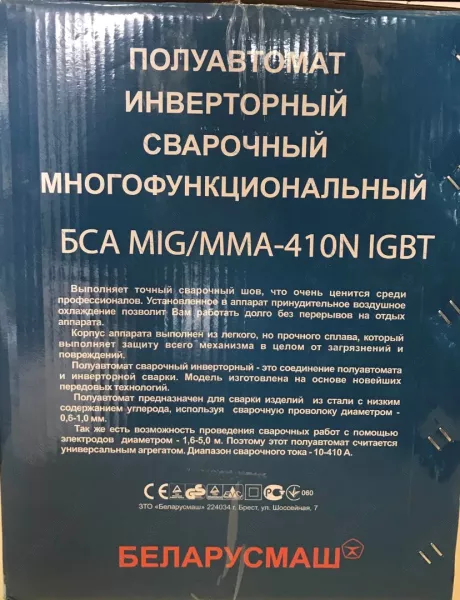 ПОЛУАВТОМАТ
ИНВЕРТОРНЫЙ
СВАРОЧНЫЙ
МНОГОФУНКЦИОНАЛЬНЫЙ
БСА MIG/MMA-410N IGBT
Выполняет точный сварочный шов, что очень ценится среди
профессионалов. Установленное в аппарат принудительное воздушное
охлаждение позволит Вам работать долго без перерывов на отдых
аппарата.
Корпус аппарата выполнен из легкого, но прочного сплава, который
выполняет защиту всего механизма в целом от загрязнений и
повреждений.
Полуавтомат сварочный инверторный - это соединение полуавтомата
и инверторной сварки. Модель изготовлена на основе новейших
передовых технологий.
Полуавтомат предназначен для сварки изделий из стали с низким
содержанием углерода, используя сварочную проволоку диаметром -
0,6-1,0 мм.
Так же есть возможность проведения сварочных работ с помощью
электродов диаметром - 1,6-5,0 м. Поэтому этот полуавтомат считается
универсальным агрегатом. Диапазон сварочного тока - 10-410 А.
CE 060
ЗТО «Беларусмаш» 224034 г. Брест, ул. Шосейная, 7
БЕЛАРУСМАШ